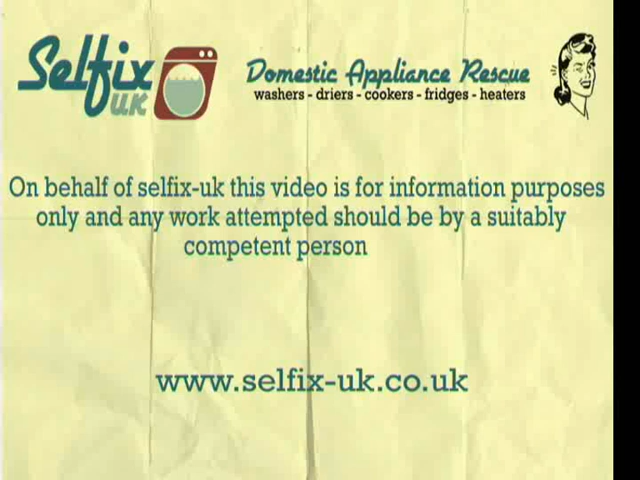 Selfix
UK
Domestic Appliance Rescue
washers - driers - cookers - fridges - heaters
On behalf of selfix-uk this video is for information purposes
only and any work attempted should be by a suitably
competent person
www.selfix-uk.co.uk